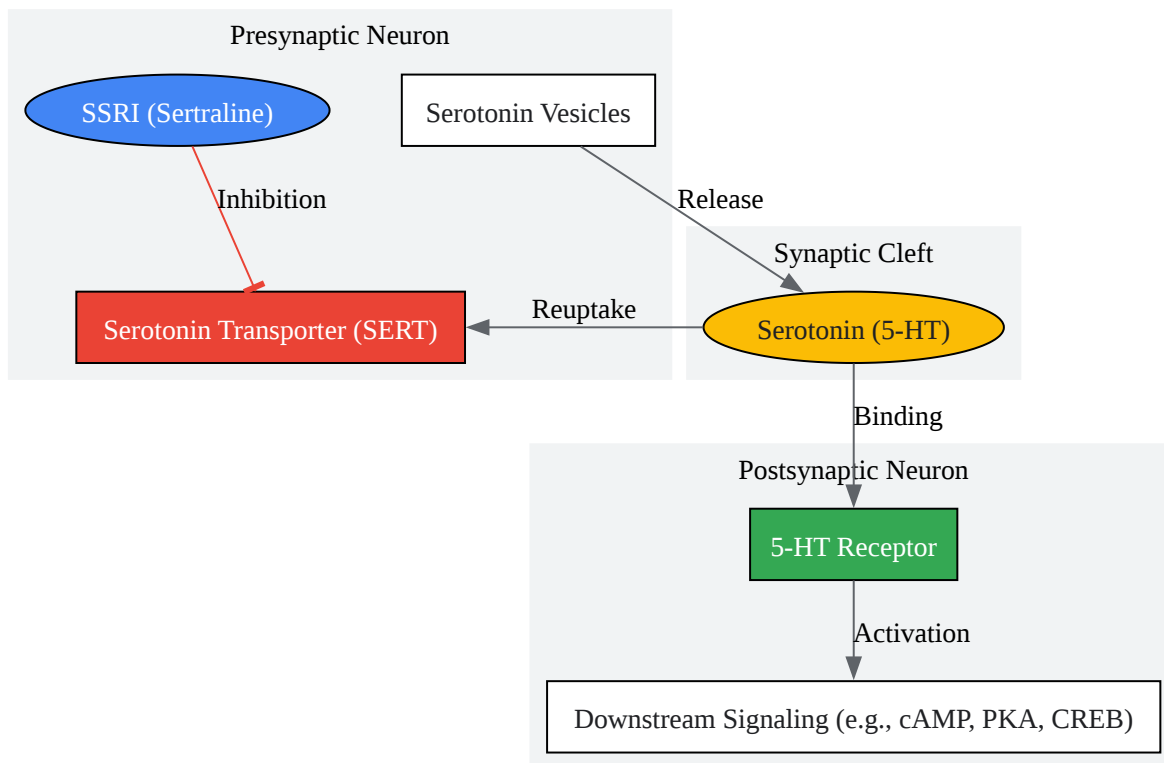 Presynaptic Neuron
SSRI (Sertraline)
Serotonin Vesicles
Inhibition
Release
Synaptic Cleft
Serotonin Transporter (SERT)
Reuptake
Serotonin (5-HT)
Binding
Postsynaptic Neuron
5-HT Receptor
Activation
Downstream Signaling (e.g., cAMP, PKA, CREB)